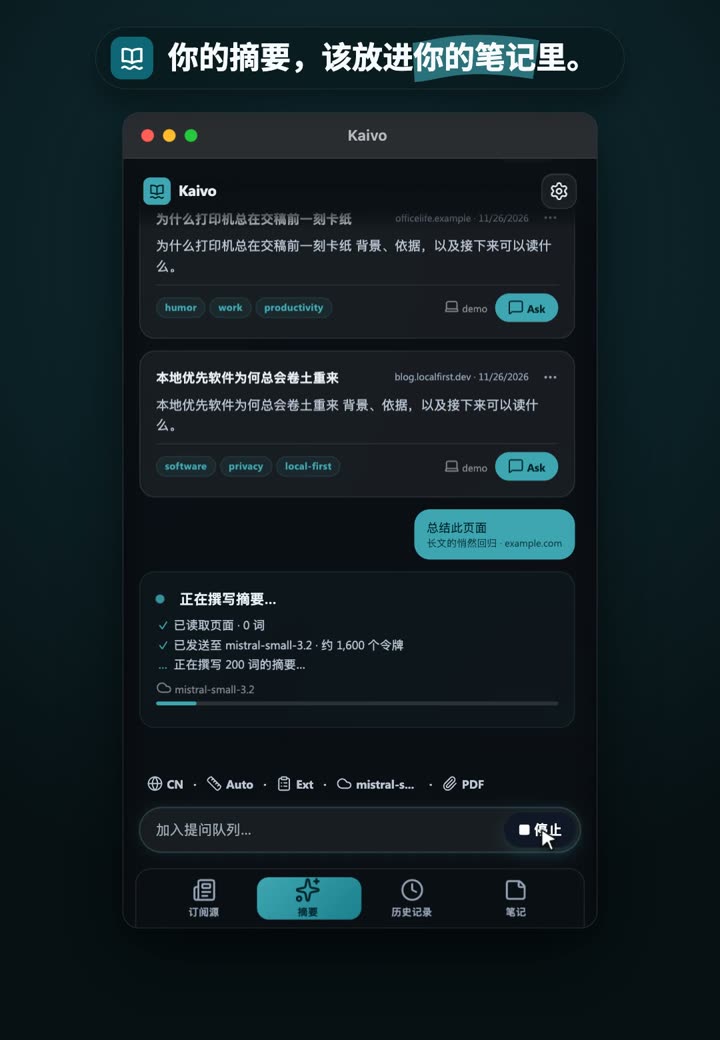 你的摘要，该放进你的笔记里。
Kaivo
Kaivo
为什么打印机总在交稿前一刻卡纸 officelife.example · 11/26/2026 ···
为什么打印机总在交稿前一刻卡纸 背景、依据，以及接下来可以读什
么。
humor work productivity demo Ask
本地优先软件为何总会卷土重来 blog.localfirst.dev · 11/26/2026 ···
本地优先软件为何总会卷土重来 背景、依据，以及接下来可以读什
么。
software privacy local-first demo Ask
总结此页面
长文的悄然回归 · example.com
正在撰写摘要...
已读取页面 · 0 词
已发送至 mistral-small-3.2 · 约 1,600 个令牌
... 正在撰写 200 词的摘要...
mistral-small-3.2
CN · Auto · Ext · mistral-s... · PDF
加入提问队列... 停止
订阅源 摘要 历史记录 笔记